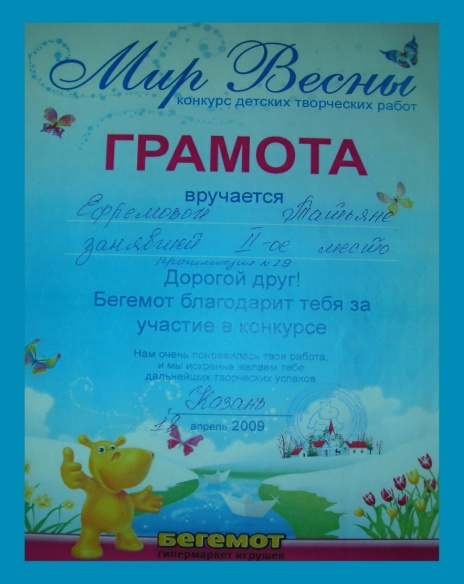 Мир Весны
конкурс детских творческих работ
ГРАМОТА
вручается
Ефремовой Татьяне
занявшей II-ое место
гимназия №29
Дорогой друг!
Бегемот благодарит тебя за
участие в конкурсе
Нам очень понравилась твоя работа,
и мы искренне желаем тебе
дальнейших творческих успехов
Казань
18 апрель 2009
Бегемот
гипермаркет игрушек